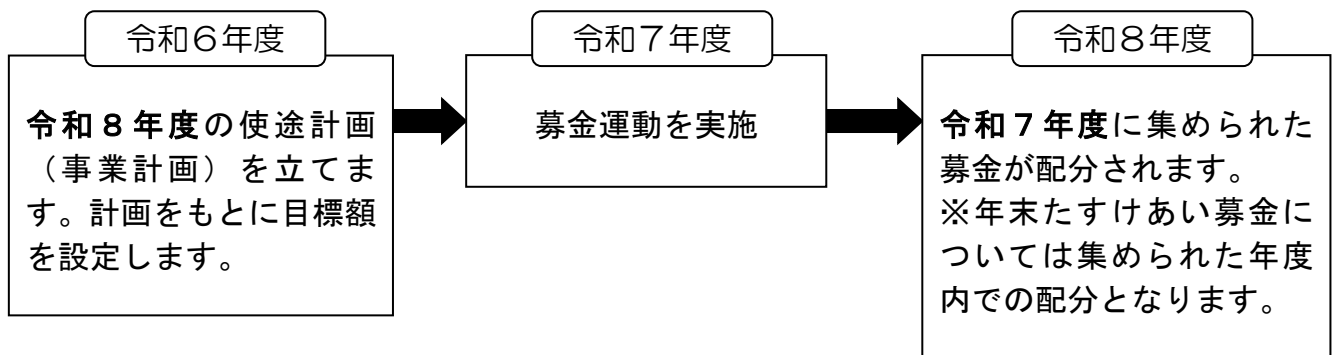 令和６年度
令和８年度の使途計画
（事業計画）を立てま
す。計画をもとに目標額
を設定します。
令和７年度
募金運動を実施
令和８年度
令和７年度に集められた
募金が配分されます。
※年末たすけあい募金に
ついては集められた年度
内での配分となります。